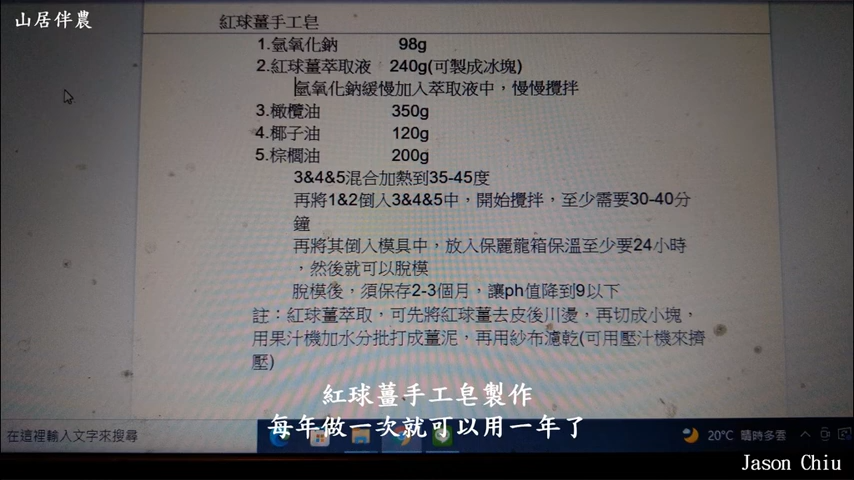 山居伴農
紅球薑手工皂
1.氫氧化鈉 98g
2.紅球薑萃取液 240g(可製成冰塊)
氫氧化鈉緩慢加入萃取液中，慢慢攪拌
3.橄欖油 350g
4.椰子油 120g
5.棕櫚油 200g
3&4&5混合加熱到35-45度
再將1&2倒入3&4&5中，開始攪拌，至少需要30-40分
鐘
再將其倒入模具中，放入保麗龍箱保溫至少要24小時
，然後就可以脫模
脫模後，須保存2-3個月，讓ph值降到9以下
註：紅球薑萃取，可先將紅球薑去皮後川燙，再切成小塊，
用果汁機加水分批打成薑泥，再用紗布濾乾(可用壓汁機來擠
壓)
紅球薑手工皂製作
每年做一次就可以用一年了
在這裡輸入文字來搜尋
20°C 晴時多雲
Jason Chiu